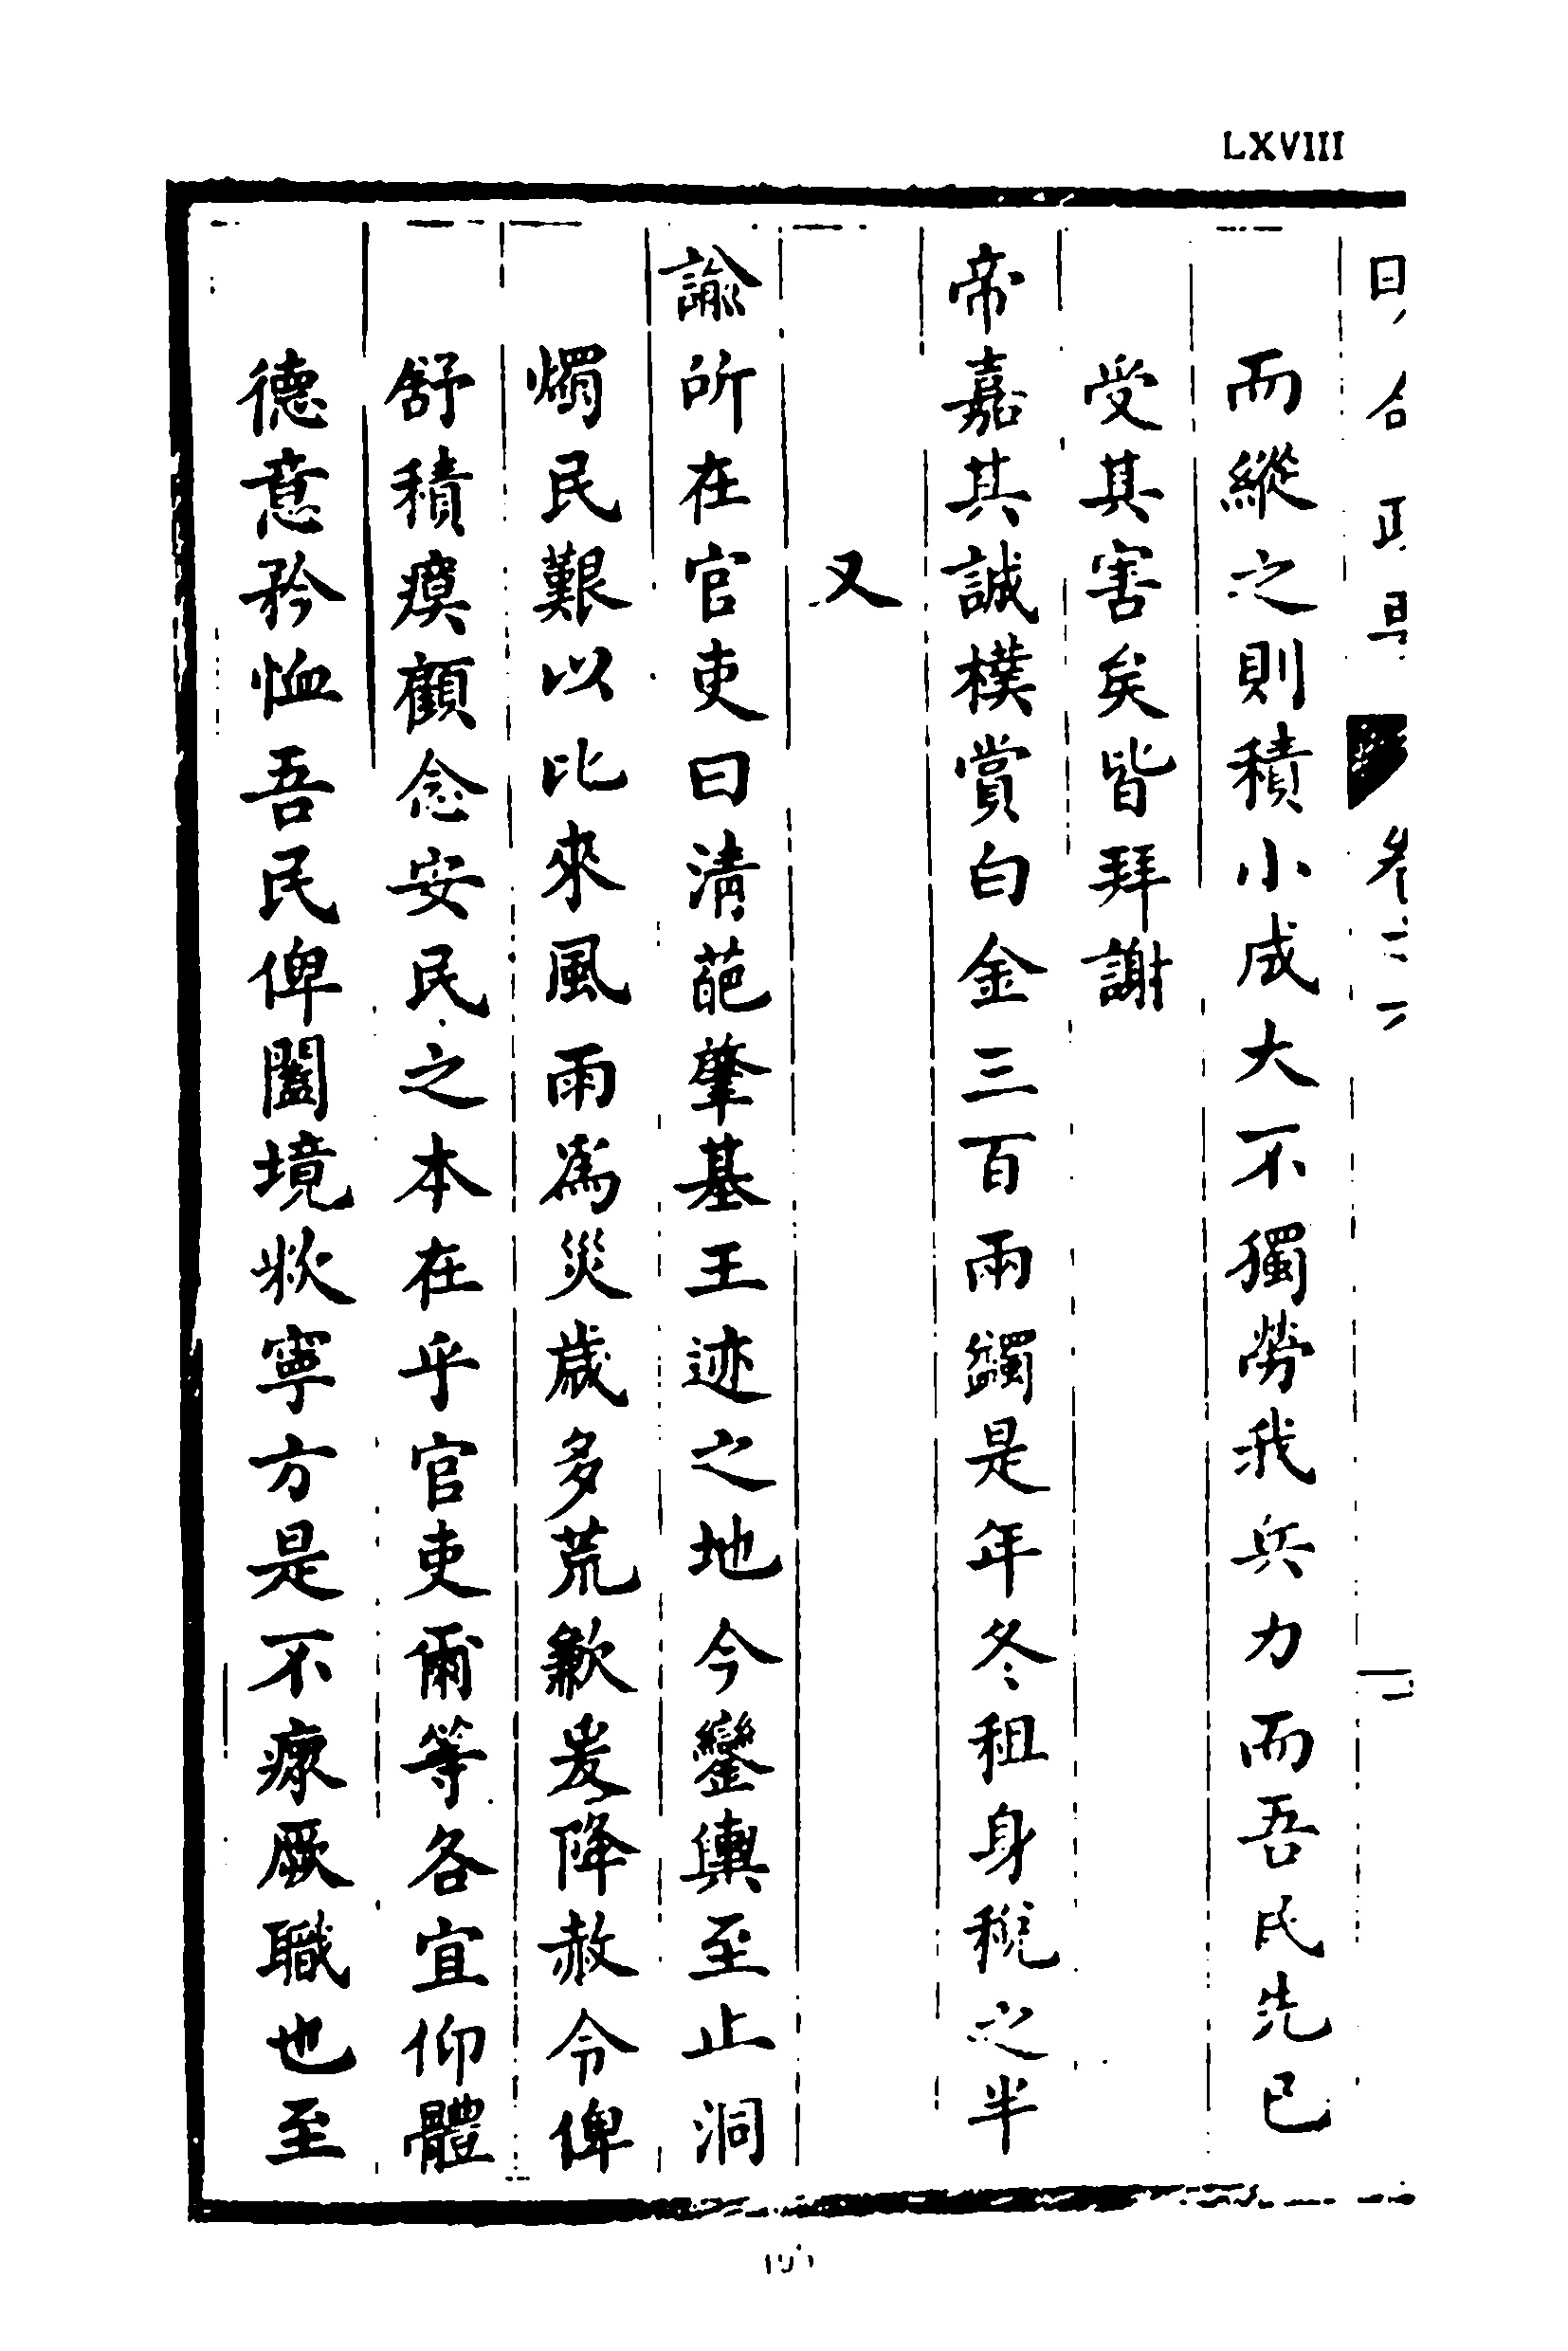 LXVIII
而縱之則積小成大不獨勞我兵力而吾民先已
受其害矣皆拜謝
帝嘉其誠樸賞白金三百兩蠲是年冬租身稅之半
又
諭所在官吏曰清葩肇基王迹之地今鑾輿至止洞
燭民艱以比來風雨爲災歲多荒歉爰降赦令俾
舒積瘼顧念安民之本在乎官吏爾等各宜仰體
德意矜恤吾民俾闔境牀寧方是不瘝厥職也至